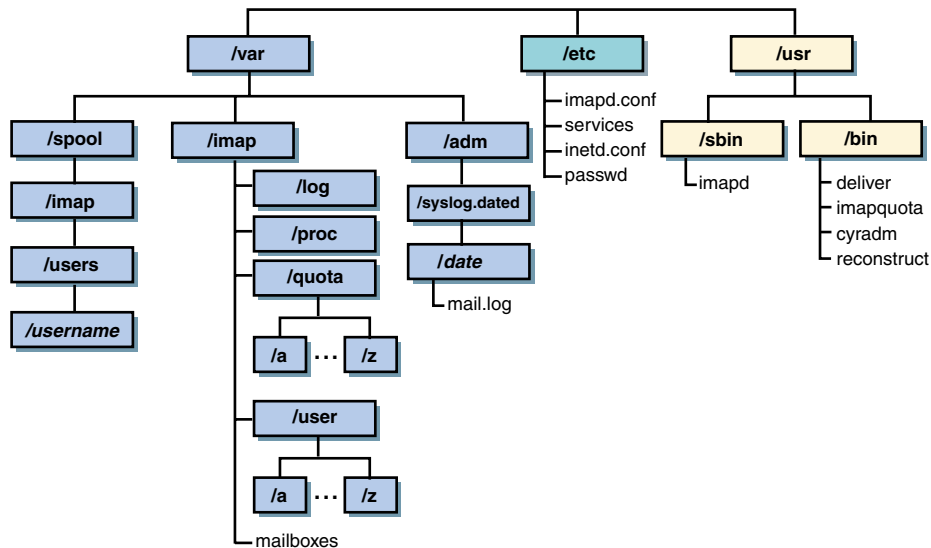 /var
/etc
/usr
/spool
/imap
/users
/username
/imap
/log
/proc
/quota
/a ... /z
/user
/a ... /z
mailboxes
/adm
/syslog.dated
/date
mail.log
imapd.conf
services
inetd.conf
passwd
/sbin
imapd
/bin
deliver
imapquota
cyradm
reconstruct